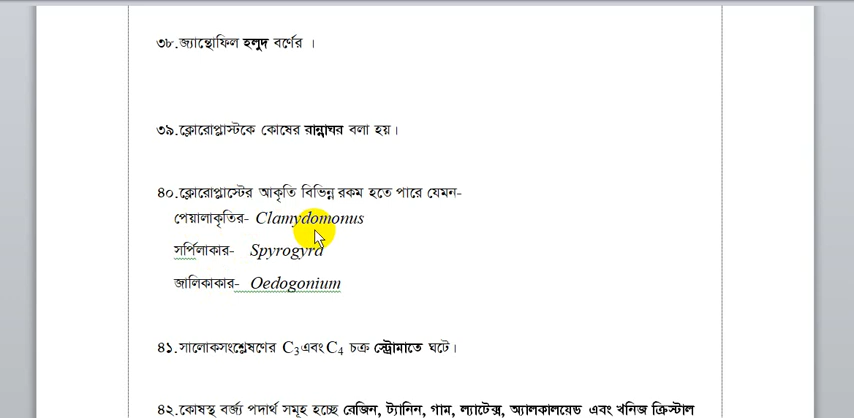 ৩৮.জ্যান্থোফিল হলুদ বর্ণের ।
৩৯.ক্লোরোপ্লাস্টকে কোষের রান্নাঘর বলা হয়।
৪০.ক্লোরোপ্লাস্টের আকৃতি বিভিন্ন রকম হতে পারে যেমন-
পেয়ালাকৃতির- Clamydomonus
সর্পিলাকার- Spyrogyra
জালিকাকার- Oedogonium
৪১.সালোকসংশ্লেষণের C3এবং C4 চক্র স্ট্রোমাতে ঘটে।
৪২.কোষস্থ বর্জ্য পদার্থ সমূহ হচ্ছে রেজিন, ট্যানিন, গাম, ল্যাটেক্স, অ্যালকালয়েড এবং খনিজ ক্রিস্টাল